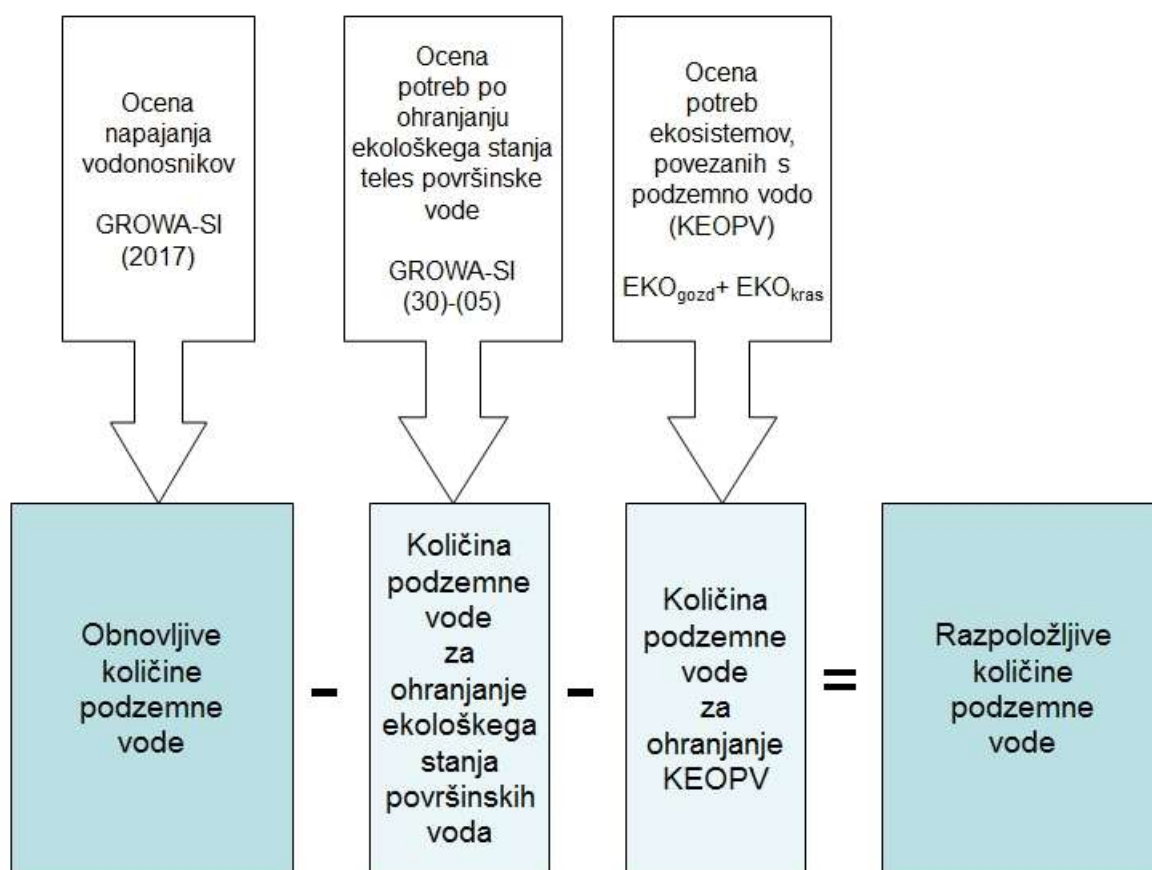 Ocena
napajanja
vodonosnikov
GROWA-SI
(2017)
Ocena
potreb po
ohranjanju
ekološkega stanja
teles površinske
vode
GROWA-SI
(30)-(05)
Ocena
potreb
ekosistemov,
povezanih s
podzemno vodo
(KEOPV)
EKOgozd+ EKOkras
Obnovljive
količine
podzemne
vode
-
Količina
podzemne
vode
za
ohranjanje
ekološkega
stanja
površinskih
voda
-
Količina
podzemne
vode
za
ohranjanje
KEOPV
=
Razpoložljive
količine
podzemne
vode